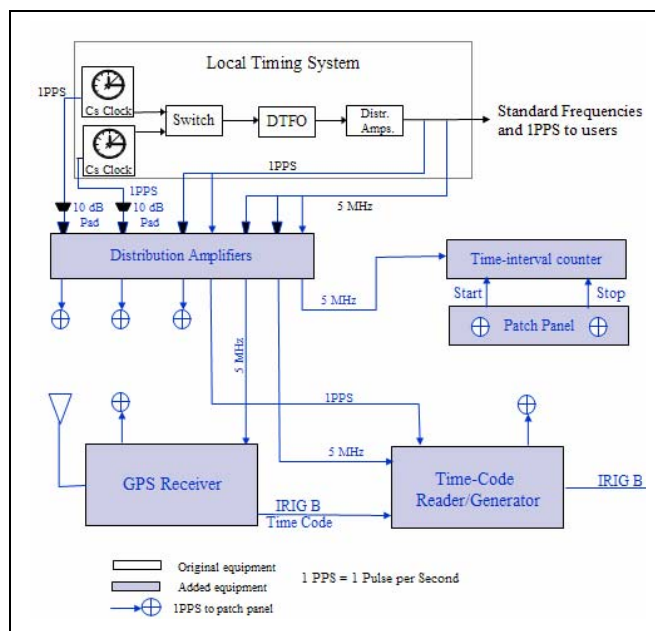 Local Timing System
1PPS
Cs Clock
Switch
DTFO
Distr.
Amps.
Standard Frequencies
and 1PPS to users
Cs Clock
1PPS
1PPS
10 dB
Pad
10 dB
Pad
5 MHz
Distribution Amplifiers
Time-interval counter
Start
Stop
5 MHz
Patch Panel
5 MHz
1PPS
5 MHz
GPS Receiver
Time-Code
Reader/Generator
IRIG B
IRIG B
Time Code
Original equipment
1 PPS = 1 Pulse per Second
Added equipment
1PPS to patch panel